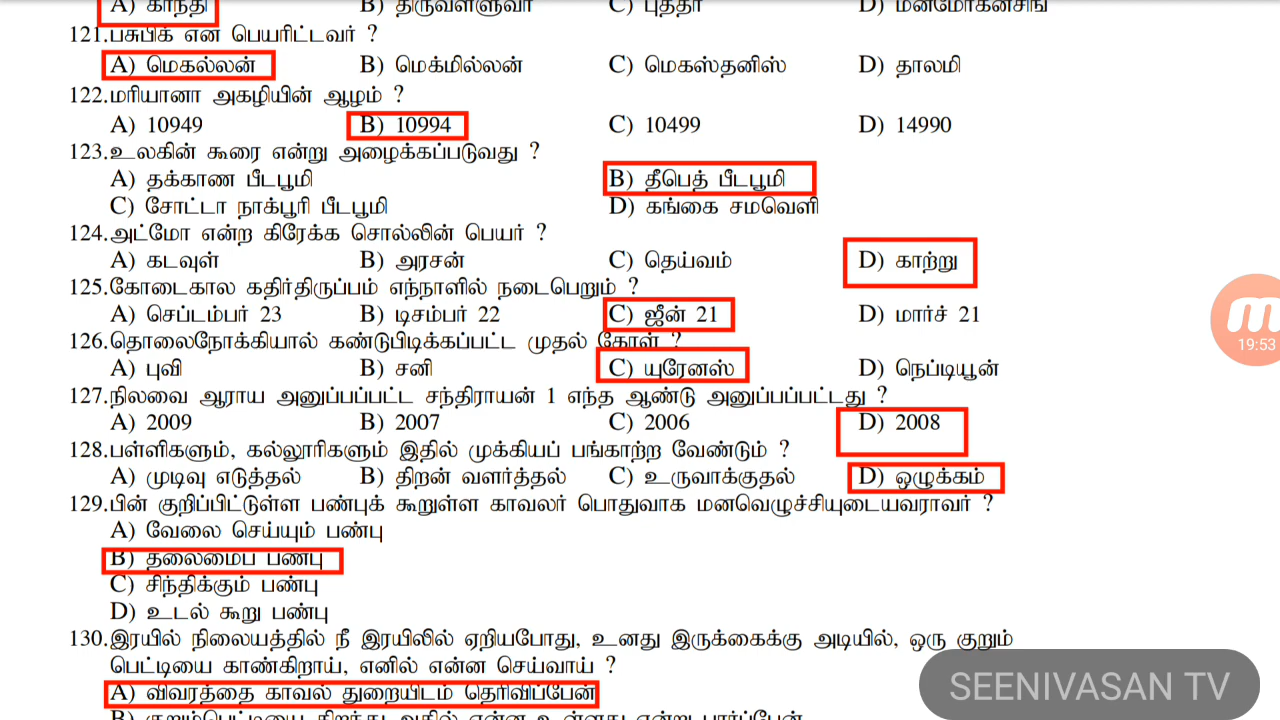 A) காந்தி B) திருவள்ளுவர் C) புத்தர் D) மன்மோகன்சிங்
121.பசுபிக் என பெயரிட்டவர் ?
A) மெகல்லன் B) மெக்மில்லன் C) மெகஸ்தனிஸ் D) தாலமி
122.மரியானா அகழியின் ஆழம் ?
A) 10949 B) 10994 C) 10499 D) 14990
123.உலகின் கூரை என்று அழைக்கப்படுவது ?
A) தக்காண பீடபூமி B) தீபெத் பீடபூமி
C) சோட்டா நாக்பூரி பீடபூமி D) கங்கை சமவெளி
124.அட்மோ என்ற கிரேக்க சொல்லின் பெயர் ?
A) கடவுள் B) அரசன் C) தெய்வம் D) காற்று
125.கோடைகால கதிர்திருப்பம் எந்நாளில் நடைபெறும் ?
A) செப்டம்பர் 23 B) டிசம்பர் 22 C) ஜீன் 21 D) மார்ச் 21
126.தொலைநோக்கியால் கண்டுபிடிக்கப்பட்ட முதல் கோள் ?
A) புவி B) சனி C) யுரேனஸ் D) நெப்டியூன்
127.நிலவை ஆராய அனுப்பப்பட்ட சந்திராயன் 1 எந்த ஆண்டு அனுப்பப்பட்டது ?
A) 2009 B) 2007 C) 2006 D) 2008
128.பள்ளிகளும், கல்லூரிகளும் இதில் முக்கியப் பங்காற்ற வேண்டும் ?
A) முடிவு எடுத்தல் B) திறன் வளர்த்தல் C) உருவாக்குதல் D) ஒழுக்கம்
129.பின் குறிப்பிட்டுள்ள பண்புக் கூறுள்ள காவலர் பொதுவாக மனவெழுச்சியுடையவராவர் ?
A) வேலை செய்யும் பண்பு
B) தலைமைப் பண்பு
C) சிந்திக்கும் பண்பு
D) உடல் கூறு பண்பு
130.இரயில் நிலையத்தில் நீ இரயிலில் ஏறியபோது, உனது இருக்கைக்கு அடியில், ஒரு குறும்
பெட்டியை காண்கிறாய், எனில் என்ன செய்வாய் ?
A) விவரத்தை காவல் துறையிடம் தெரிவிப்பேன்
B) குறும்பெட்டியை திறந்து அதில் என்ன உள்ளது என்று பார்ப்பேன்
19:53
SEENIVASAN TV